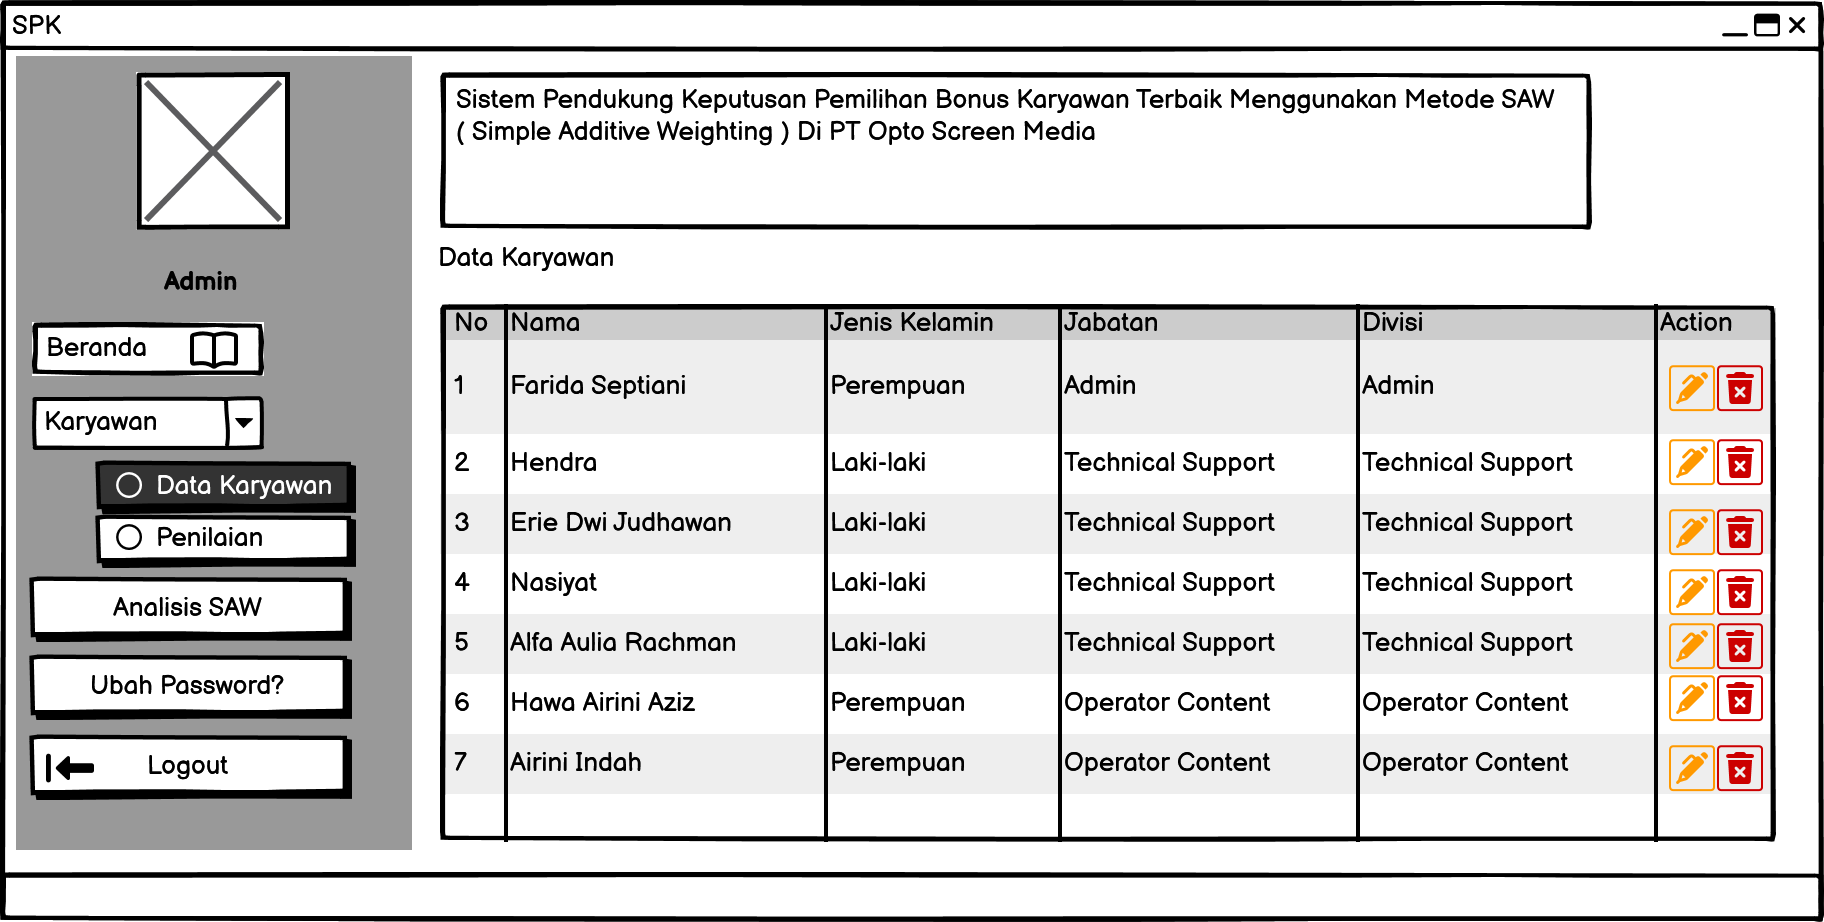 SPK
Sistem Pendukung Keputusan Pemilihan Bonus Karyawan Terbaik Menggunakan Metode SAW
( Simple Additive Weighting ) Di PT Opto Screen Media
Admin
Beranda
Karyawan
Data Karyawan
Penilaian
Analisis SAW
Ubah Password?
Logout
Data Karyawan
No Nama Jenis Kelamin Jabatan Divisi Action
1 Farida Septiani Perempuan Admin Admin
2 Hendra Laki-laki Technical Support Technical Support
3 Erie Dwi Judhawan Laki-laki Technical Support Technical Support
4 Nasiyat Laki-laki Technical Support Technical Support
5 Alfa Aulia Rachman Laki-laki Technical Support Technical Support
6 Hawa Airini Aziz Perempuan Operator Content Operator Content
7 Airini Indah Perempuan Operator Content Operator Content